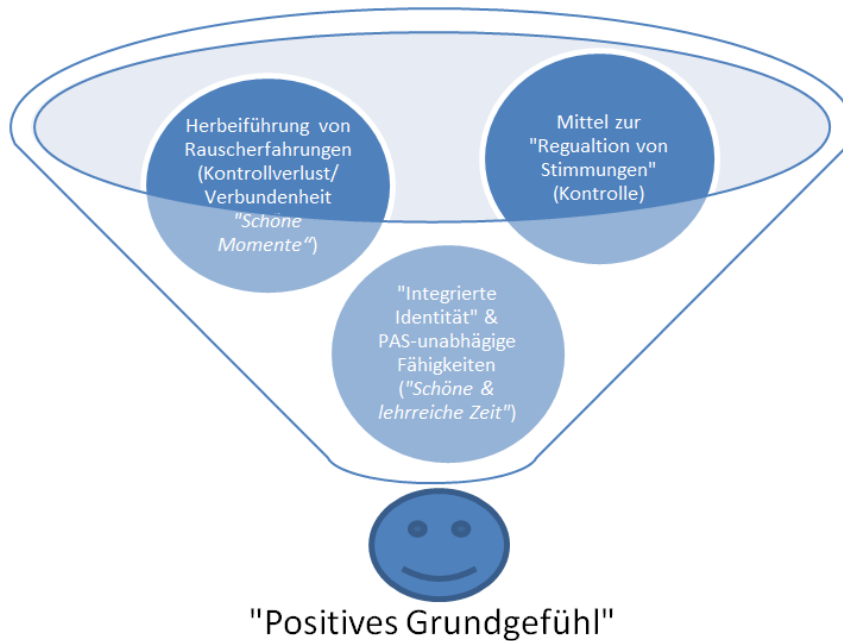 Herbeiführung von
Rauscherfahrungen
(Kontrollverlust/
Verbundenheit
"Schöne
Momente“)
Mittel zur
"Regualtion von
Stimmungen"
(Kontrolle)
"Integrierte
Identität" &
PAS-unabhägige
Fähigkeiten
("Schöne &
lehrreiche Zeit")
"Positives Grundgefühl"